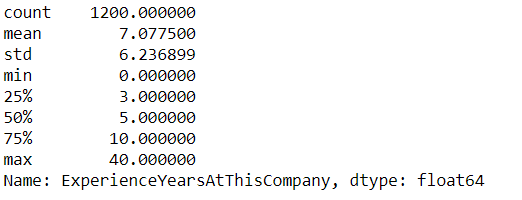 count    1200.000000
mean        7.077500
std         6.236899
min         0.000000
25%         3.000000
50%         5.000000
75%        10.000000
max        40.000000
Name: ExperienceYearsAtThisCompany, dtype: float64